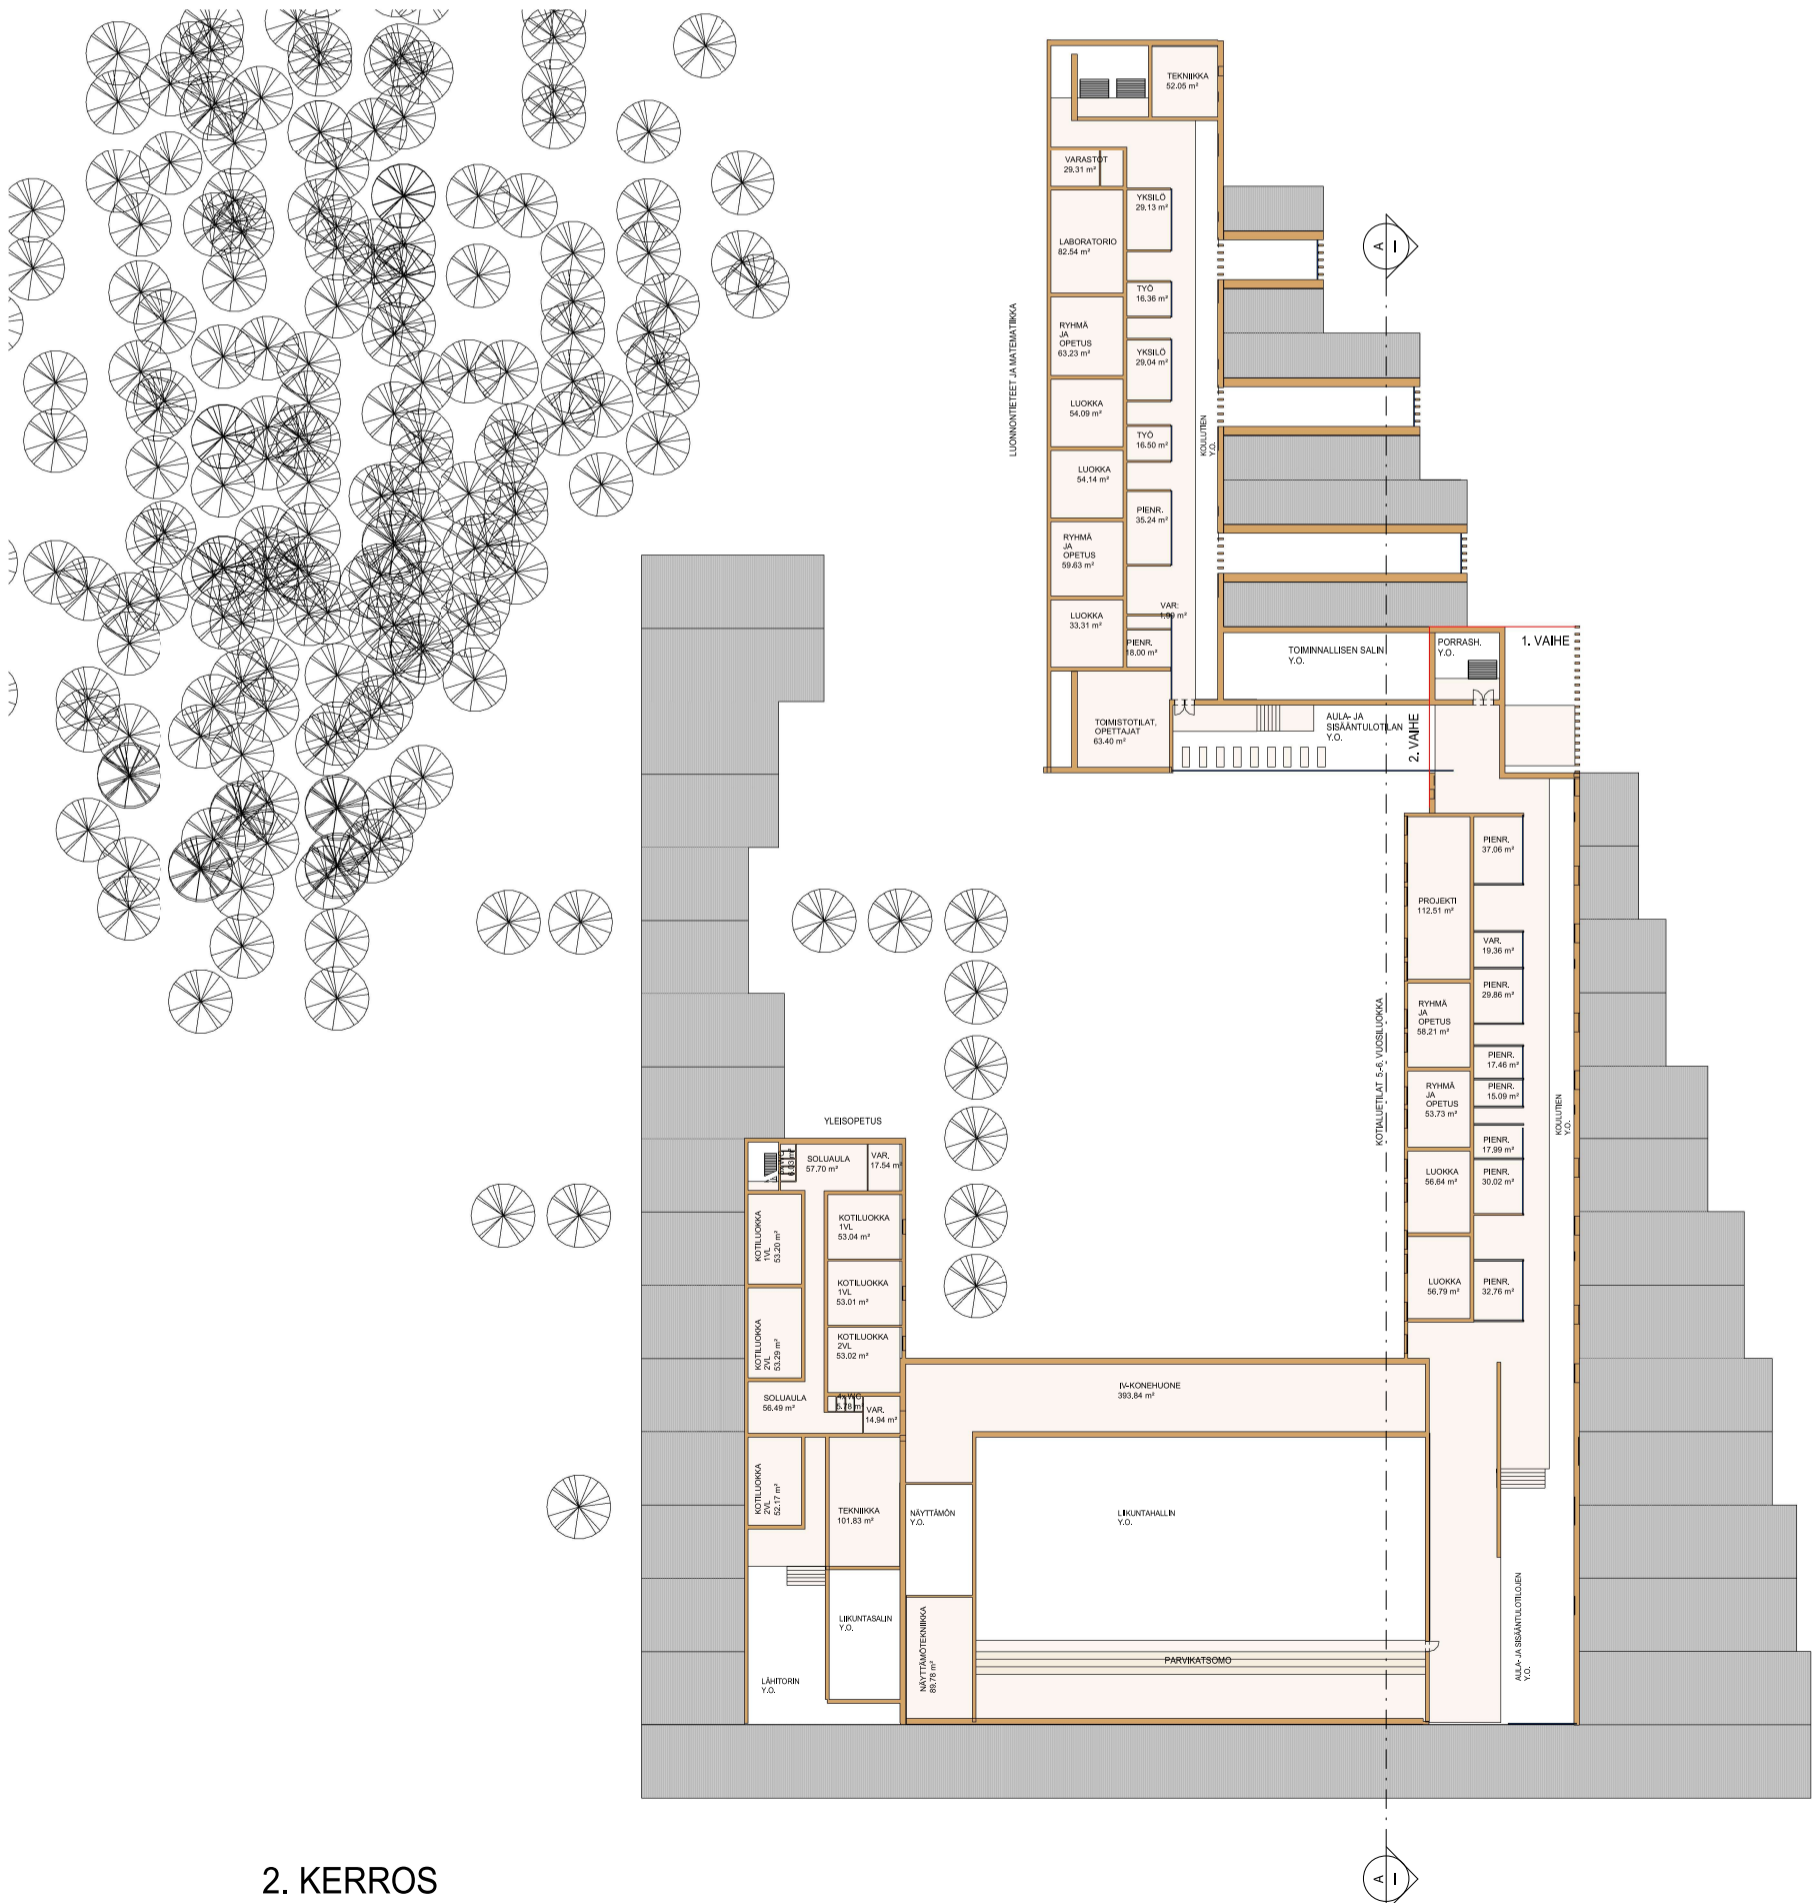 TEKNIIKKA
52.05 m²
VARASTOT
29.31 m²
YKSILÖ
29.13 m²
LABORATORIO
82.54 m²
A
TYÖ
16.36 m²
LUONNONTIETEET JA MATEMATIIKKA
RYHMÄ
JA
OPETUS
63.23 m²
YKSILÖ
29.04 m²
LUOKKA
54.09 m²
TYÖ
16.50 m²
KOULUTIEN
Y.O.
LUOKKA
54.14 m²
PIENR.
35.24 m²
RYHMÄ
JA
OPETUS
59.63 m²
VAR.
LUOKKA
33.31 m²
PIENR.
18.00 m²
TOIMINNALLISEN SALIN
Y.O.
PORRASH.
Y.O.
1. VAIHE
TOIMISTOTILAT,
OPETTAJAT
63.40 m²
AULA- JA
SISÄÄNTULOTILAN
Y.O.
2. VAIHE
PIENR.
37.06 m²
PROJEKTI
112.51 m²
VAR.
19.36 m²
PIENR.
29.86 m²
RYHMÄ
JA
OPETUS
58.21 m²
KOTIALUETILAT 5.-6. VUOSILUOKKA
PIENR.
17.46 m²
RYHMÄ
JA
OPETUS
53.73 m²
PIENR.
15.09 m²
KOULUTIEN
Y.O.
PIENR.
17.99 m²
LUOKKA
56.64 m²
PIENR.
30.02 m²
LUOKKA
56.79 m²
PIENR.
32.76 m²
YLEISOPETUS
SOLUAULA
57.70 m²
VAR.
17.54 m²
KOTILUOKKA
1VL
53.20 m²
KOTILUOKKA
1VL
53.04 m²
KOTILUOKKA
1VL
53.01 m²
KOTILUOKKA
2VL
53.29 m²
KOTILUOKKA
2VL
53.02 m²
SOLUAULA
56.49 m²
4x WC
5.78 m²
VAR.
14.94 m²
IV-KONEHUONE
393.84 m²
KOTILUOKKA
2VL
52.17 m²
TEKNIIKKA
101.83 m²
NÄYTTÄMÖN
Y.O.
LIIKUNTAHALLIN
Y.O.
LIIKUNTASALIN
Y.O.
NÄYTTÄMÖTEKNIIKKA
89.78 m²
PARVIKATSOMO
AULA- JA SISÄÄNTULOTILOJEN
Y.O.
LÄHITORIN
Y.O.
A
2. KERROS